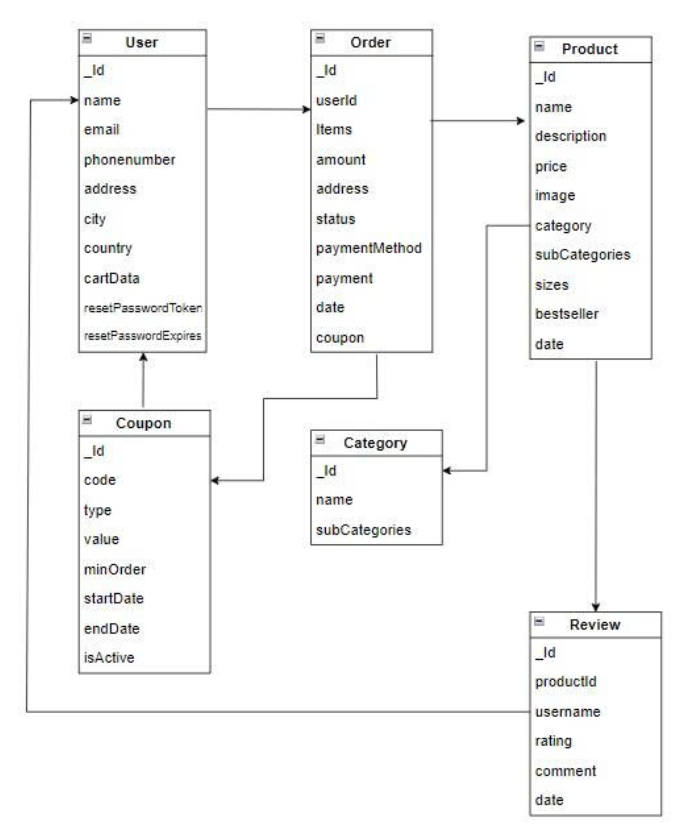 User
_Id
name
email
phonenumber
address
city
country
cartData
resetPasswordToken
resetPasswordExpires
Order
_Id
userId
Items
amount
address
status
paymentMethod
payment
date
coupon
Product
_Id
name
description
price
image
category
subCategories
sizes
bestseller
date
Coupon
_Id
code
type
value
minOrder
startDate
endDate
isActive
Category
_Id
name
subCategories
Review
_Id
productId
username
rating
comment
date